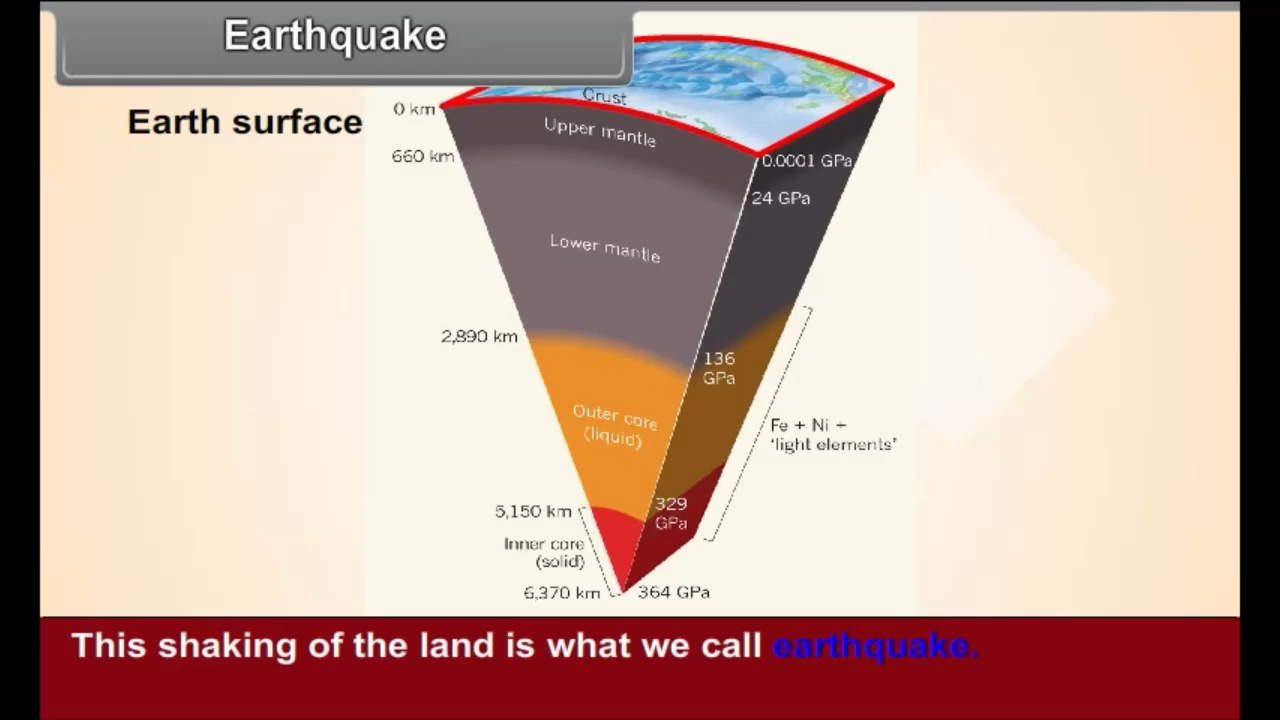 Earthquake
Earth surface
0 km
Crust
Upper mantle
660 km
0.0001 GPa
24 GPa
Lower mantle
2,890 km
136
GPa
Outer core
(liquid)
Fe + Ni +
'light elements'
5,150 km
329
GPa
Inner core
(solid)
6,370 km
364 GPa
This shaking of the land is what we call earthquake.